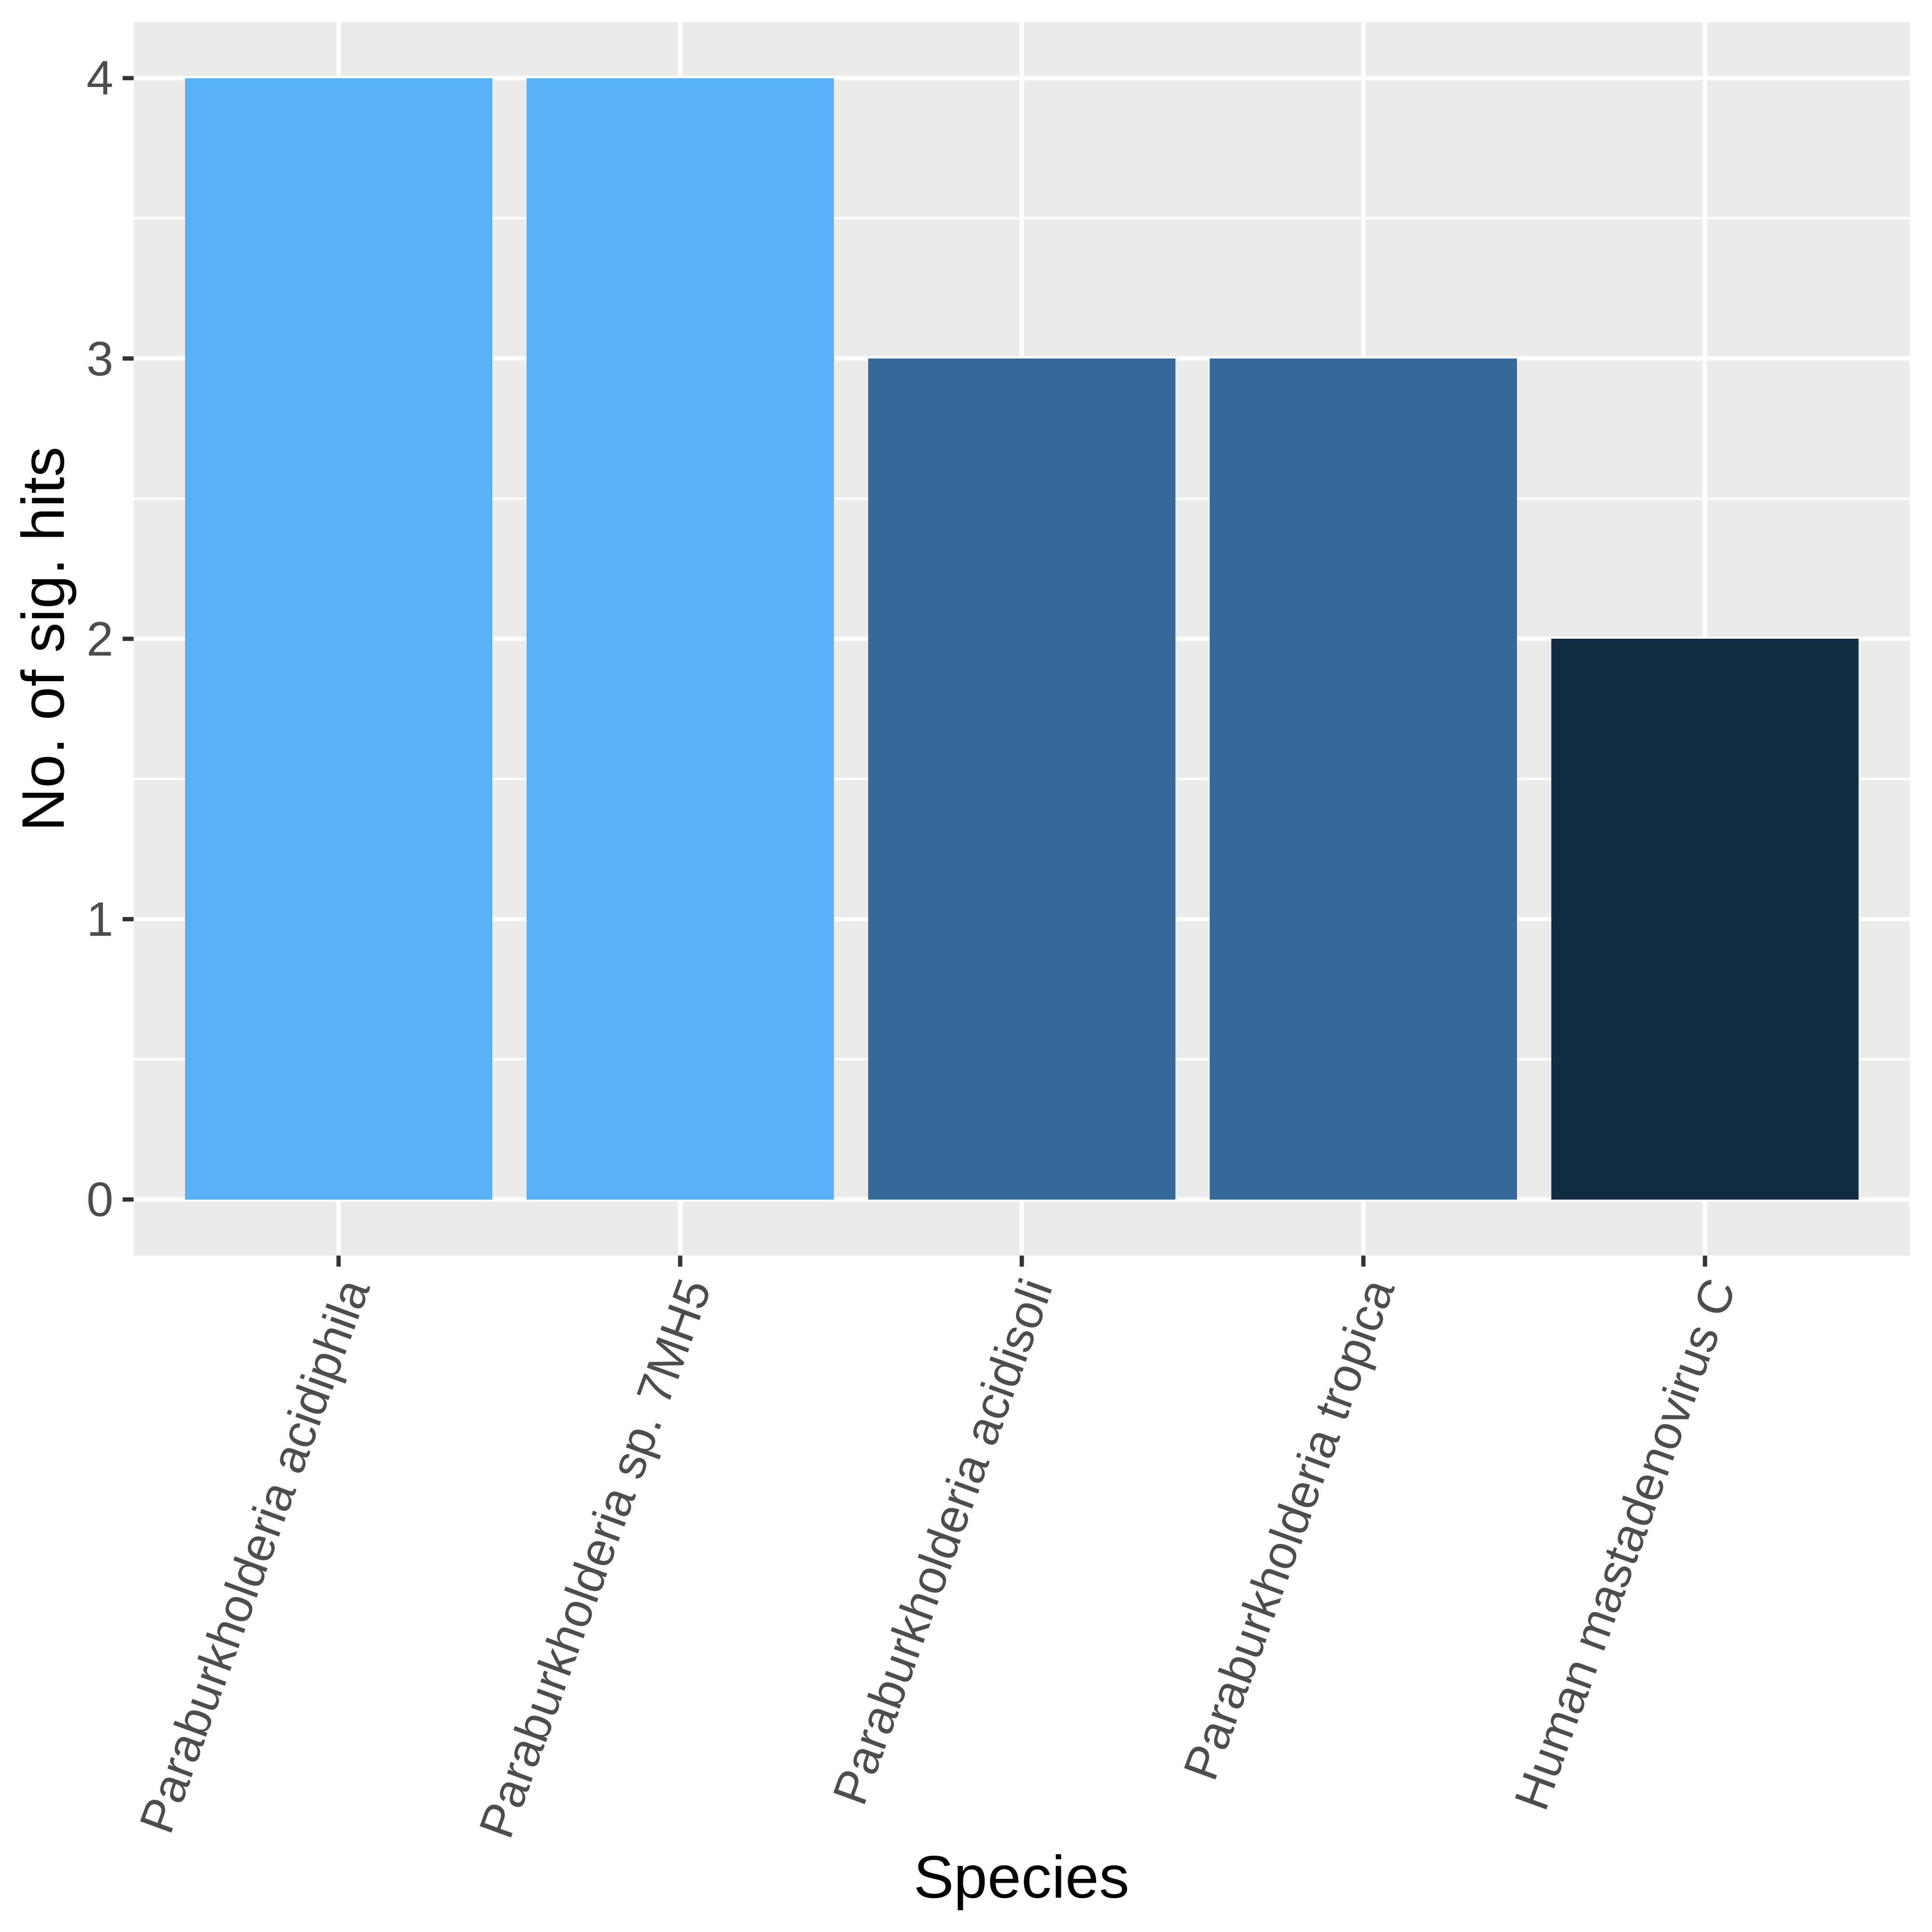 No. of sig. hits
4
3
2
1
0
Paraburkholderia acidiphila
Paraburkholderia sp. 7MH5
Paraburkholderia acidisoli
Paraburkholderia tropica
Human mastadenovirus C
Species